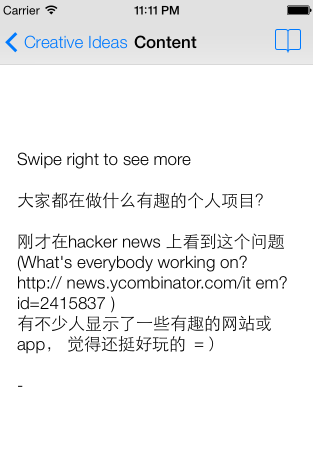 Carrier 11:11 PM
Creative Ideas Content
Swipe right to see more
大家都在做什么有趣的个人项目？
刚才在hacker news 上看到这个问题
(What's everybody working on?
http:// news.ycombinator.com/it em?
id=2415837 )
有不少人显示了一些有趣的网站或
app， 觉得还挺好玩的 = ）
-